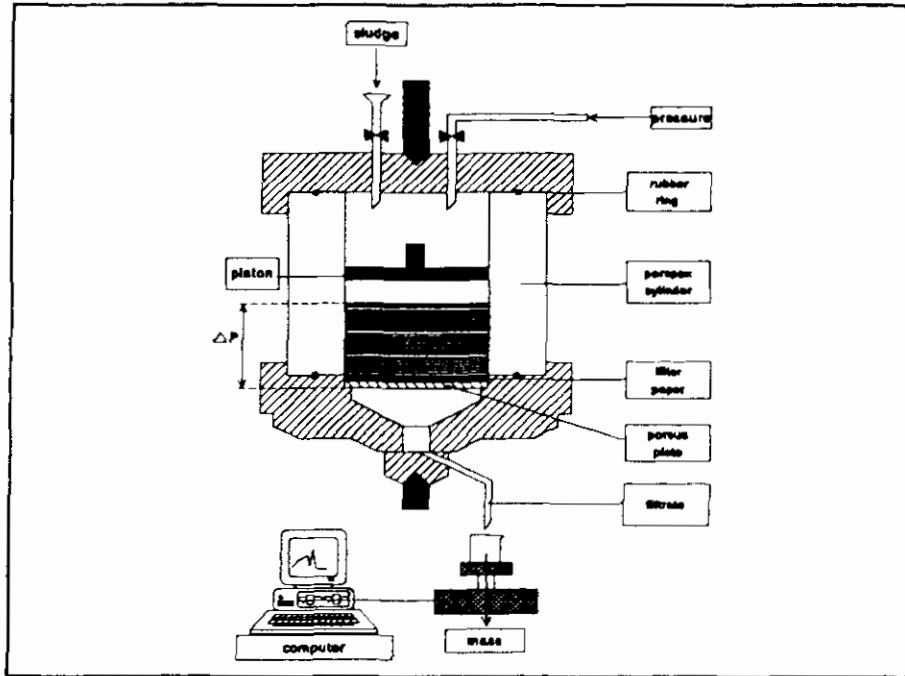 sludge
pressure
rubber
ring
piston
perspex
cylinder
ΔP
filter
paper
porous
plate
filtrate
mass
computer